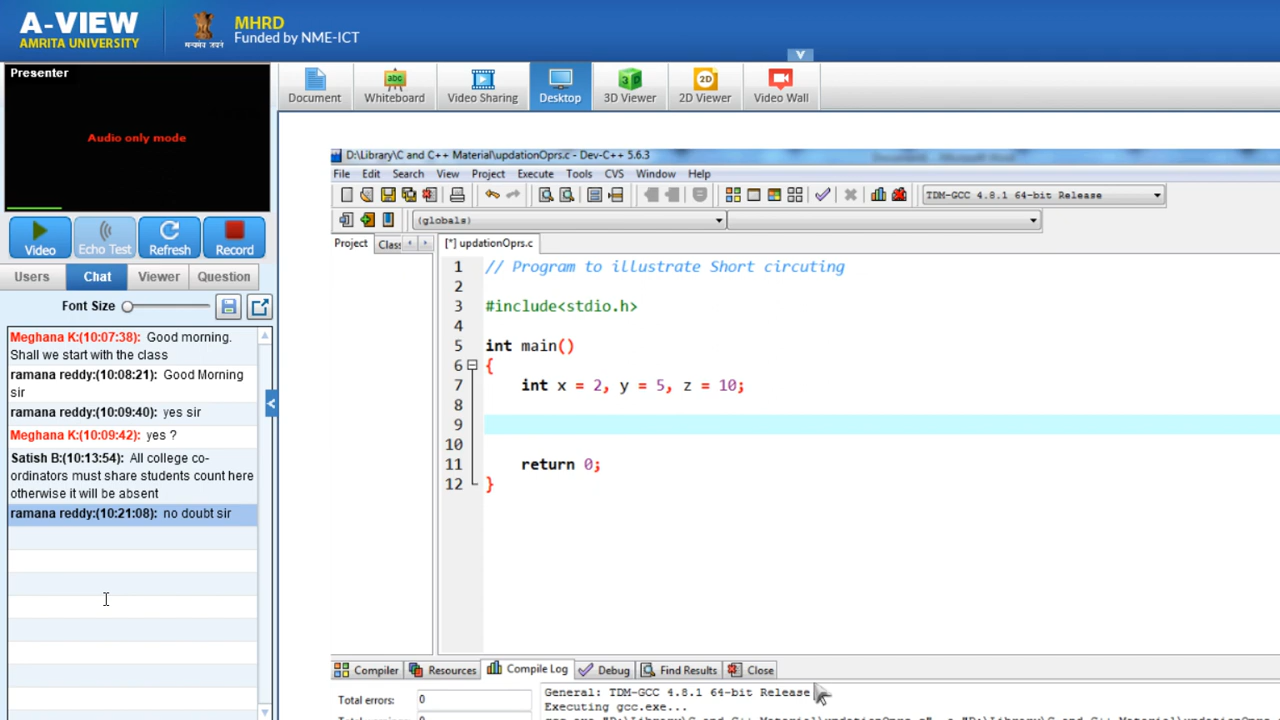 A-VIEW
AMRITA UNIVERSITY
MHRD
Funded by NME-ICT
Presenter
Audio only mode
Document
Whiteboard
Video Sharing
Desktop
3D Viewer
2D Viewer
Video Wall
Video
Echo Test
Refresh
Record
Users
Chat
Viewer
Question
Font Size
Meghana K:(10:07:38): Good morning.
Shall we start with the class
ramana reddy:(10:08:21): Good Morning
sir
ramana reddy:(10:09:40): yes sir
Meghana K:(10:09:42): yes ?
Satish B:(10:13:54): All college co-
ordinators must share students count here
otherwise it will be absent
ramana reddy:(10:21:08): no doubt sir
D:\Library\C and C++ Material\updationOprs.c - Dev-C++ 5.6.3
File Edit Search View Project Execute Tools CVS Window Help
TDM-GCC 4.8.1 64-bit Release
(globals)
Project Clas
[*] updationOprs.c
1 // Program to illustrate Short circuting
2
3 #include<stdio.h>
4
5 int main()
6 {
7 int x = 2, y = 5, z = 10;
8
9
10
11 return 0;
12 }
Compiler Resources Compile Log Debug Find Results Close
Total errors: 0
General: TDM-GCC 4.8.1 64-bit Release
Executing gcc.exe...